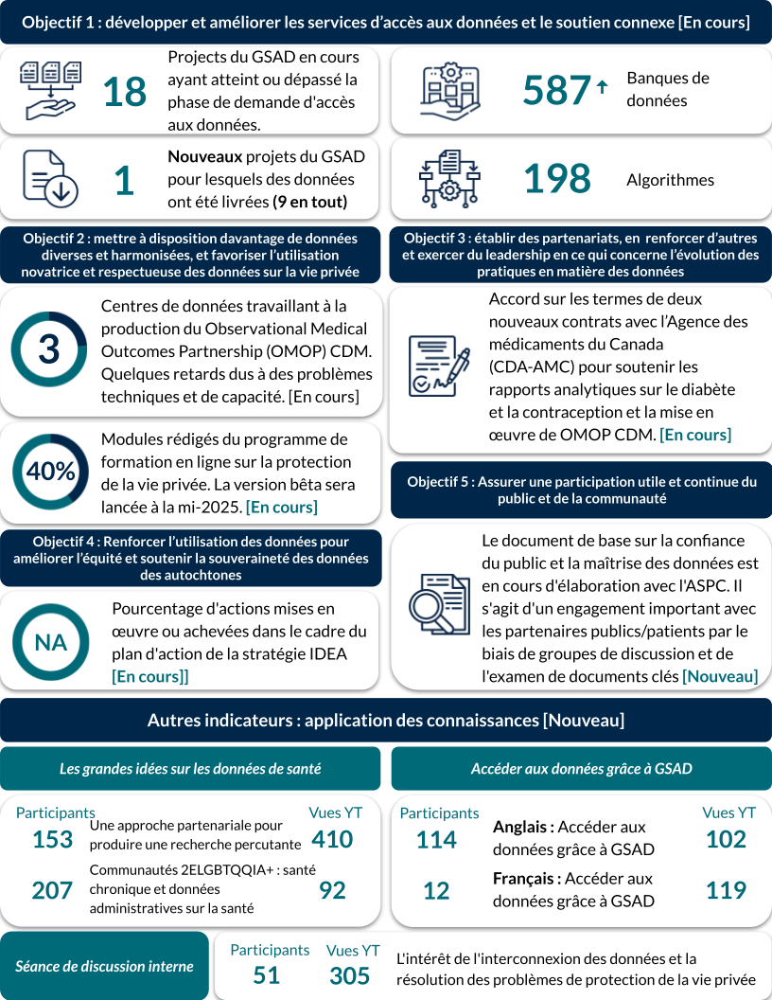 Objectif 1 : développer et améliorer les services d'accès aux données et le soutien connexe [En cours]
18
Projects du GSAD en cours
ayant atteint ou dépassé la
phase de demande d'accès
aux données.
587
Banques de
données
1
Nouveaux projets du GSAD
pour lesquels des données
ont été livrées (9 en tout)
198
Algorithmes
Objectif 2 : mettre à disposition davantage de données
diverses et harmonisées, et favoriser l'utilisation
novatrice et respectueuse des données sur la vie privée
3
Centres de données travaillant à la
production du Observational Medical
Outcomes Partnership (OMOP) CDM.
Quelques retards dus à des problèmes
techniques et de capacité. [En cours]
40%
Modules rédigés du programme de
formation en ligne sur la protection
de la vie privée. La version bêta sera
lancée à la mi-2025. [En cours]
Objectif 3 : établir des partenariats, en renforcer d'autres
et exercer du leadership en ce qui concerne l'évolution des
pratiques en matière des données
Accord sur les termes de deux
nouveaux contrats avec l'Agence des
médicaments du Canada
(CDA-AMC) pour soutenir les
rapports analytiques sur le diabète
et la contraception et la mise en
œuvre de OMOP CDM. [En cours]
Objectif 4 : Renforcer l'utilisation des données pour
améliorer l'équité et soutenir la souveraineté des données
des autochtones
NA
Pourcentage d'actions mises en
œuvre ou achevées dans le cadre du
plan d'action de la stratégie IDEA
[En cours]]
Objectif 5 : Assurer une participation utile et continue du
public et de la communauté
Le document de base sur la confiance
du public et la maîtrise des données est
en cours d'élaboration avec l'ASPC. Il
s'agit d'un engagement important avec
les partenaires publics/patients par le
biais de groupes de discussion et de
l'examen de documents clés [Nouveau]
Autres indicateurs : application des connaissances [Nouveau]
Les grandes idées sur les données de santé
Participants
Vues YT
153
Une approche partenariale pour
produire une recherche percutante
410
207
Communautés 2ELGBTQQIA+ : santé
chronique et données
administratives sur la santé
92
Accéder aux données grâce à GSAD
Participants
Vues YT
114
Anglais : Accéder aux
données grâce à GSAD
102
12
Français : Accéder aux
données grâce à GSAD
119
Séance de discussion interne
Participants
Vues YT
51
305
L'intérêt de l'interconnexion des données et la
résolution des problèmes de protection de la vie privée